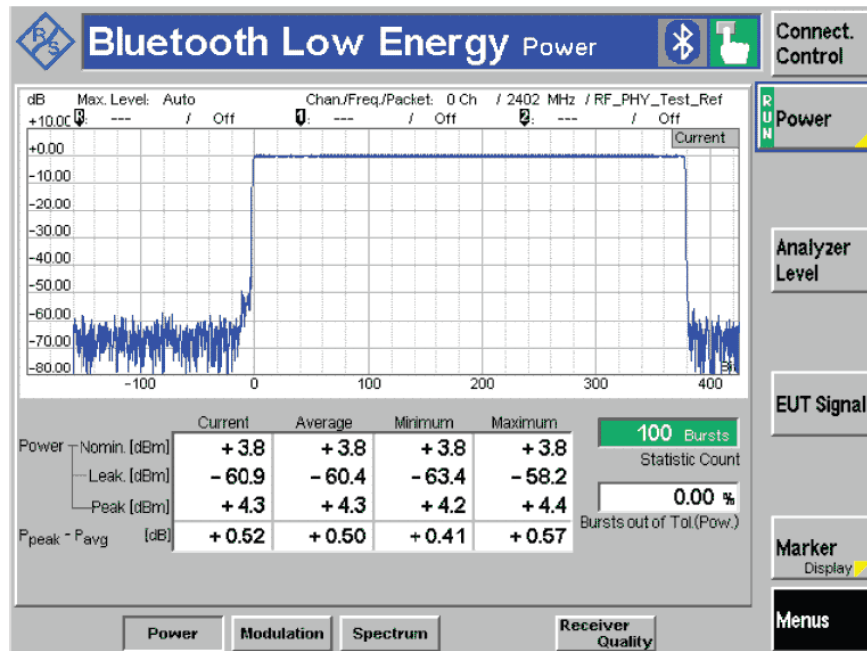 R&S Bluetooth Low Energy Power
Connect. Control
dB Max. Level: Auto Chan./Freq./Packet: 0 Ch / 2402 MHz / RF_PHY_Test_Ref
R: --- / Off 1: --- / Off 2: --- / Off
Current
+10.00
+0.00
-10.00
-20.00
-30.00
-40.00
-50.00
-60.00
-70.00
-80.00
-100 0 100 200 300 400
Bit
RUN
Power
Analyzer Level
EUT Signal
Current Average Minimum Maximum
Power Nomin. [dBm] +3.8 +3.8 +3.8 +3.8
Leak. [dBm] -60.9 -60.4 -63.4 -58.2
Peak [dBm] +4.3 +4.3 +4.2 +4.4
Ppeak - Pavg [dB] +0.52 +0.50 +0.41 +0.57
100 Bursts
Statistic Count
0.00 %
Bursts out of Tol.(Pow.)
Marker
Display
Menus
Power Modulation Spectrum Receiver Quality